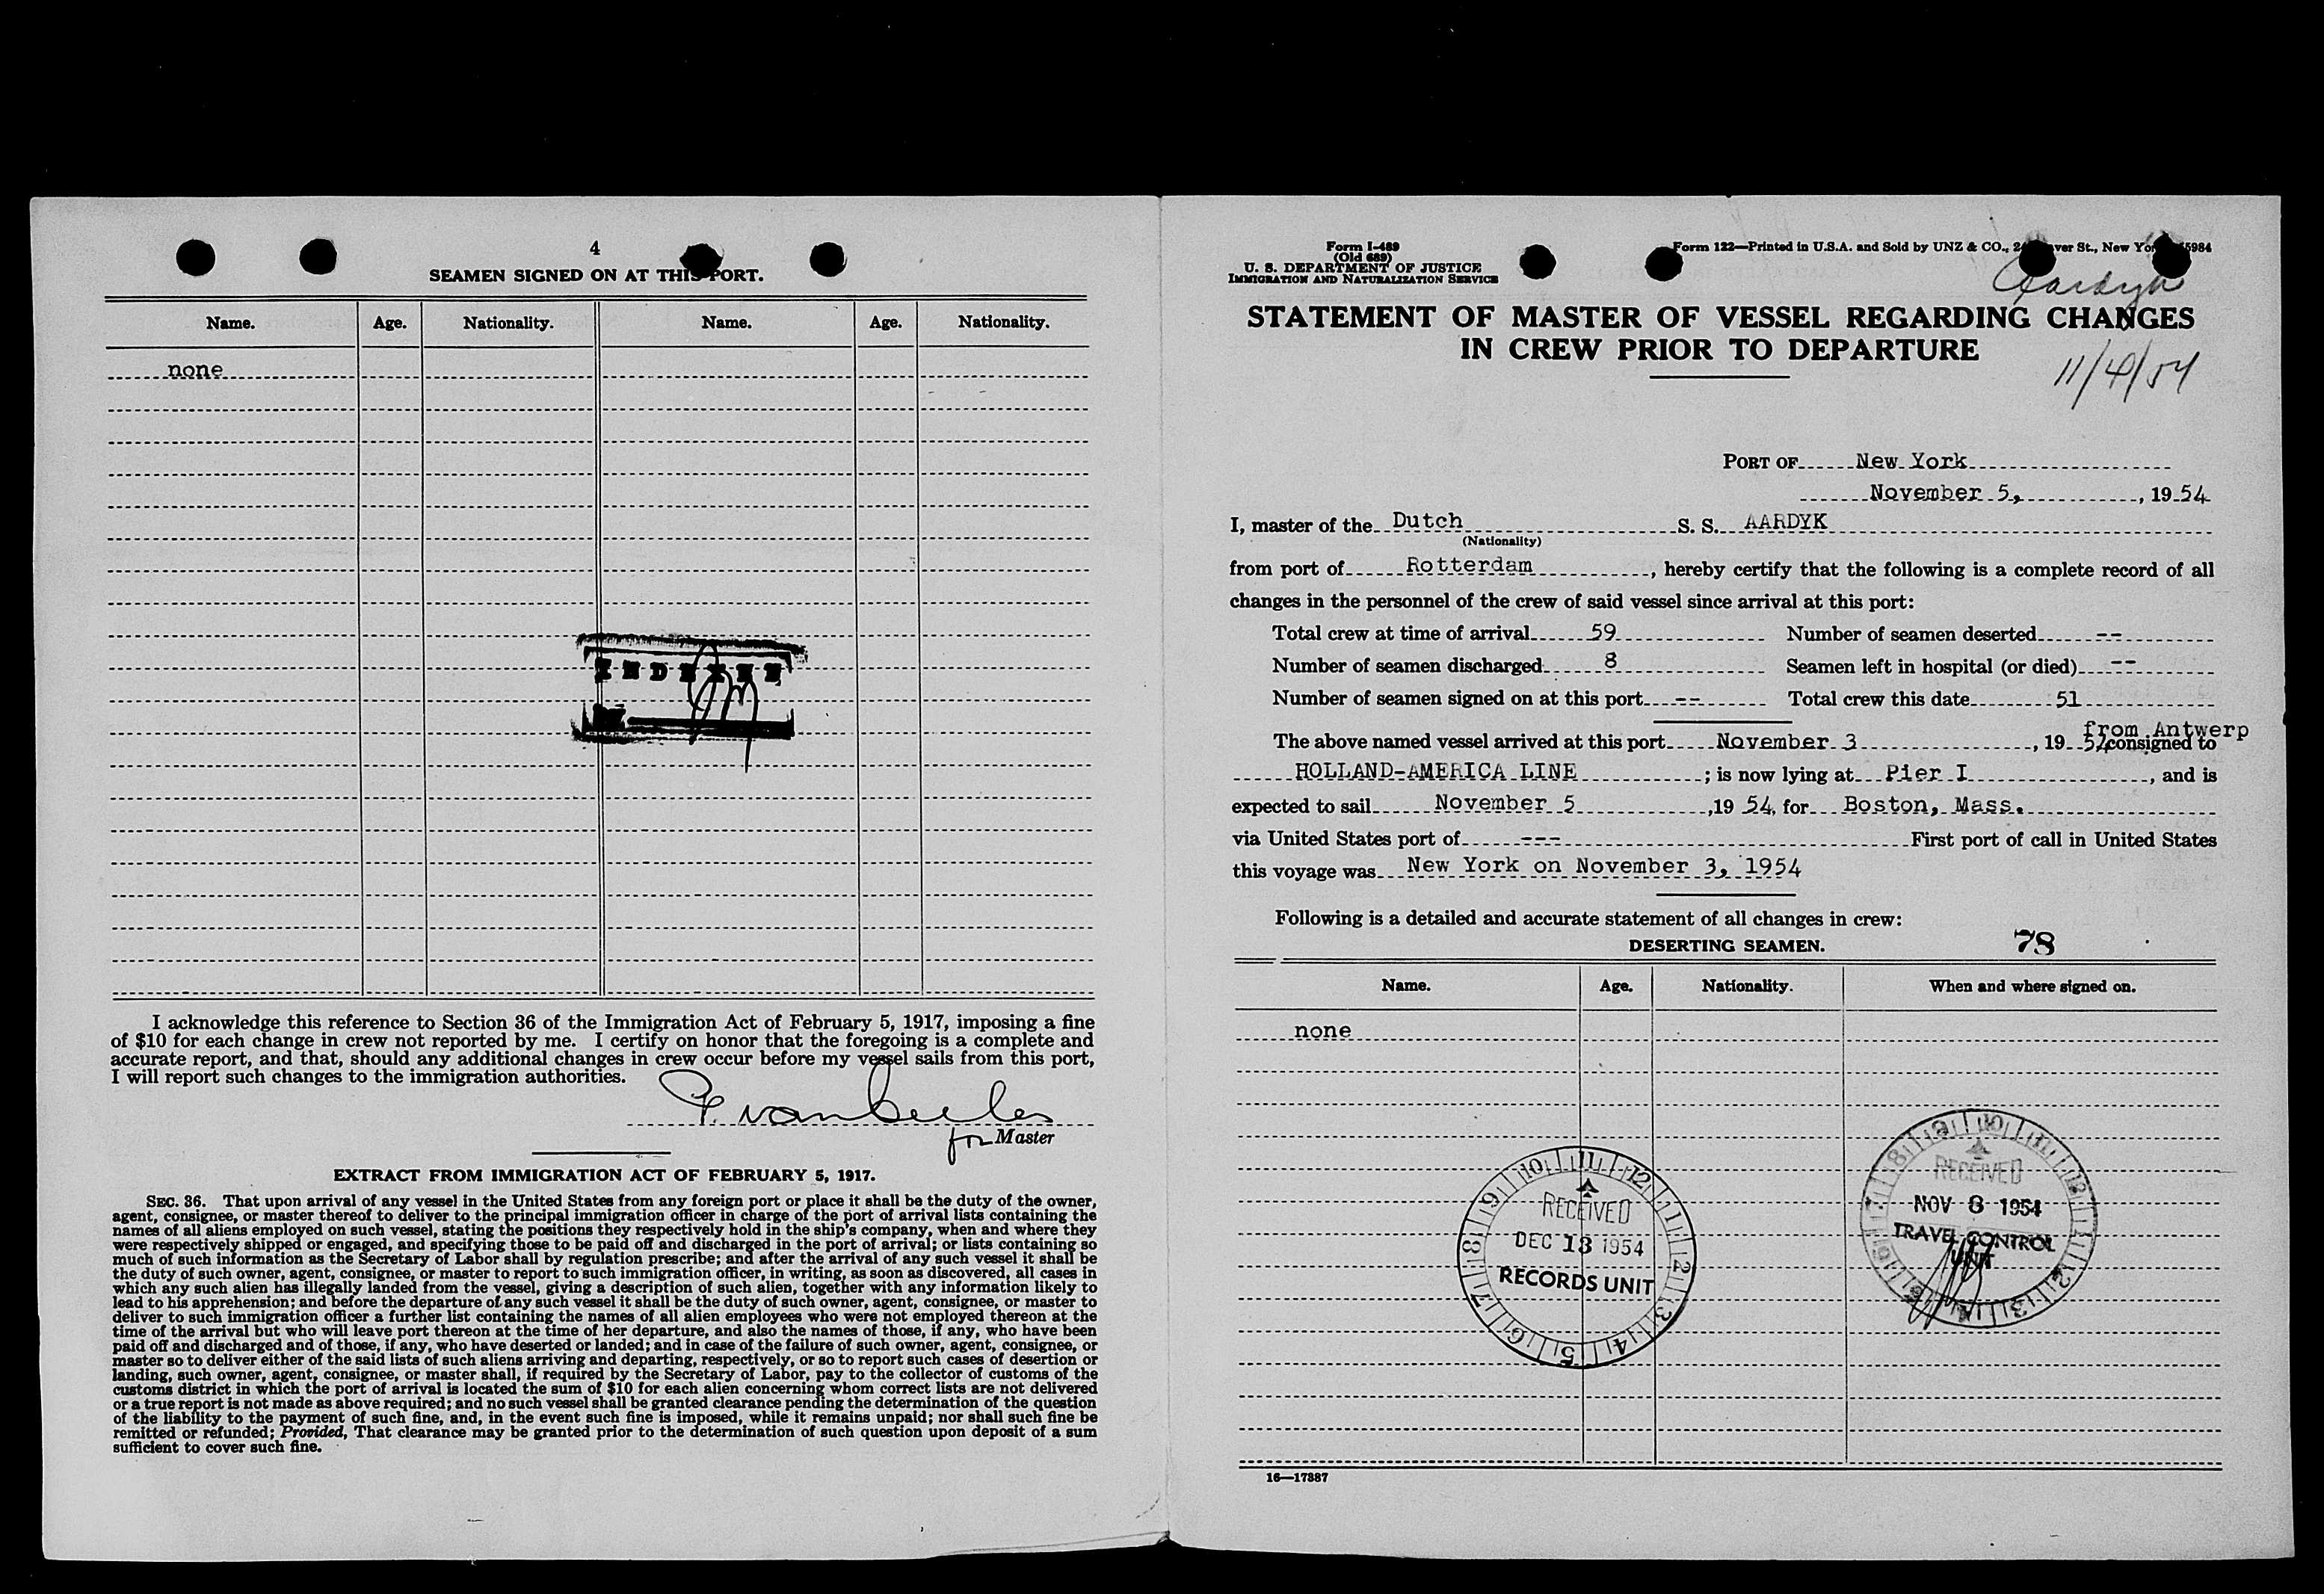 4
SEAMEN SIGNED ON AT THIS PORT.
Name. Age. Nationality. Name. Age. Nationality.
none
INDEXED
I acknowledge this reference to Section 36 of the Immigration Act of February 5, 1917, imposing a fine
of $10 for each change in crew not reported by me. I certify on honor that the foregoing is a complete and
accurate report, and that, should any additional changes in crew occur before my vessel sails from this port,
I will report such changes to the immigration authorities.
for Master
EXTRACT FROM IMMIGRATION ACT OF FEBRUARY 5, 1917.
SEC. 36. That upon arrival of any vessel in the United States from any foreign port or place it shall be the duty of the owner,
agent, consignee, or master thereof to deliver to the principal immigration officer in charge of the port of arrival lists containing the
names of all aliens employed on such vessel, stating the positions they respectively hold in the ship's company, when and where they
were respectively shipped or engaged, and specifying those to be paid off and discharged in the port of arrival; or lists containing so
much of such information as the Secretary of Labor shall by regulation prescribe; and after the arrival of any such vessel it shall be
the duty of such owner, agent, consignee, or master to report to such immigration officer, in writing, as soon as discovered, all cases in
which any such alien has illegally landed from the vessel, giving a description of such alien, together with any information likely to
lead to his apprehension; and before the departure of any such vessel it shall be the duty of such owner, agent, consignee, or master to
deliver to such immigration officer a further list containing the names of all alien employees who were not employed thereon at the
time of the arrival but who will leave port thereon at the time of her departure, and also the names of those, if any, who have been
paid off and discharged and of those, if any, who have deserted or landed; and in case of the failure of such owner, agent, consignee, or
master so to deliver either of the said lists of such aliens arriving and departing, respectively, or so to report such cases of desertion or
landing, such owner, agent, consignee, or master shall, if required by the Secretary of Labor, pay to the collector of customs of the
customs district in which the port of arrival is located the sum of $10 for each alien concerning whom correct lists are not delivered
or a true report is not made as above required; and no such vessel shall be granted clearance pending the determination of the question
of the liability to the payment of such fine, and, in the event such fine is imposed, while it remains unpaid; nor shall such fine be
remitted or refunded; Provided, That clearance may be granted prior to the determination of such question upon deposit of a sum
sufficient to cover such fine.
Form I-489
(Old 689)
U. S. DEPARTMENT OF JUSTICE
IMMIGRATION AND NATURALIZATION SERVICE
Form 122—Printed in U.S.A. and Sold by UNZ & CO., St., New
Aardyk
STATEMENT OF MASTER OF VESSEL REGARDING CHANGES
IN CREW PRIOR TO DEPARTURE
11/4/54
PORT OF New York
November 5, , 19 54
I, master of the Dutch S. S. AARDYK
(Nationality)
from port of Rotterdam , hereby certify that the following is a complete record of all
changes in the personnel of the crew of said vessel since arrival at this port:
Total crew at time of arrival 59 Number of seamen deserted --
Number of seamen discharged 8 Seamen left in hospital (or died) --
Number of seamen signed on at this port -- Total crew this date 51
from Antwerp
The above named vessel arrived at this port November 3 , 19 54 consigned to
HOLLAND-AMERICA LINE ; is now lying at Pier I , and is
expected to sail November 5 ,19 54, for Boston, Mass.
via United States port of --- First port of call in United States
this voyage was New York on November 3, 1954
Following is a detailed and accurate statement of all changes in crew:
DESERTING SEAMEN. 78
Name. Age. Nationality. When and where signed on.
none
RECEIVED
DEC 13 1954
RECORDS UNIT
RECEIVED
NOV 8 1954
TRAVEL CONTROL
UNIT
16—17887